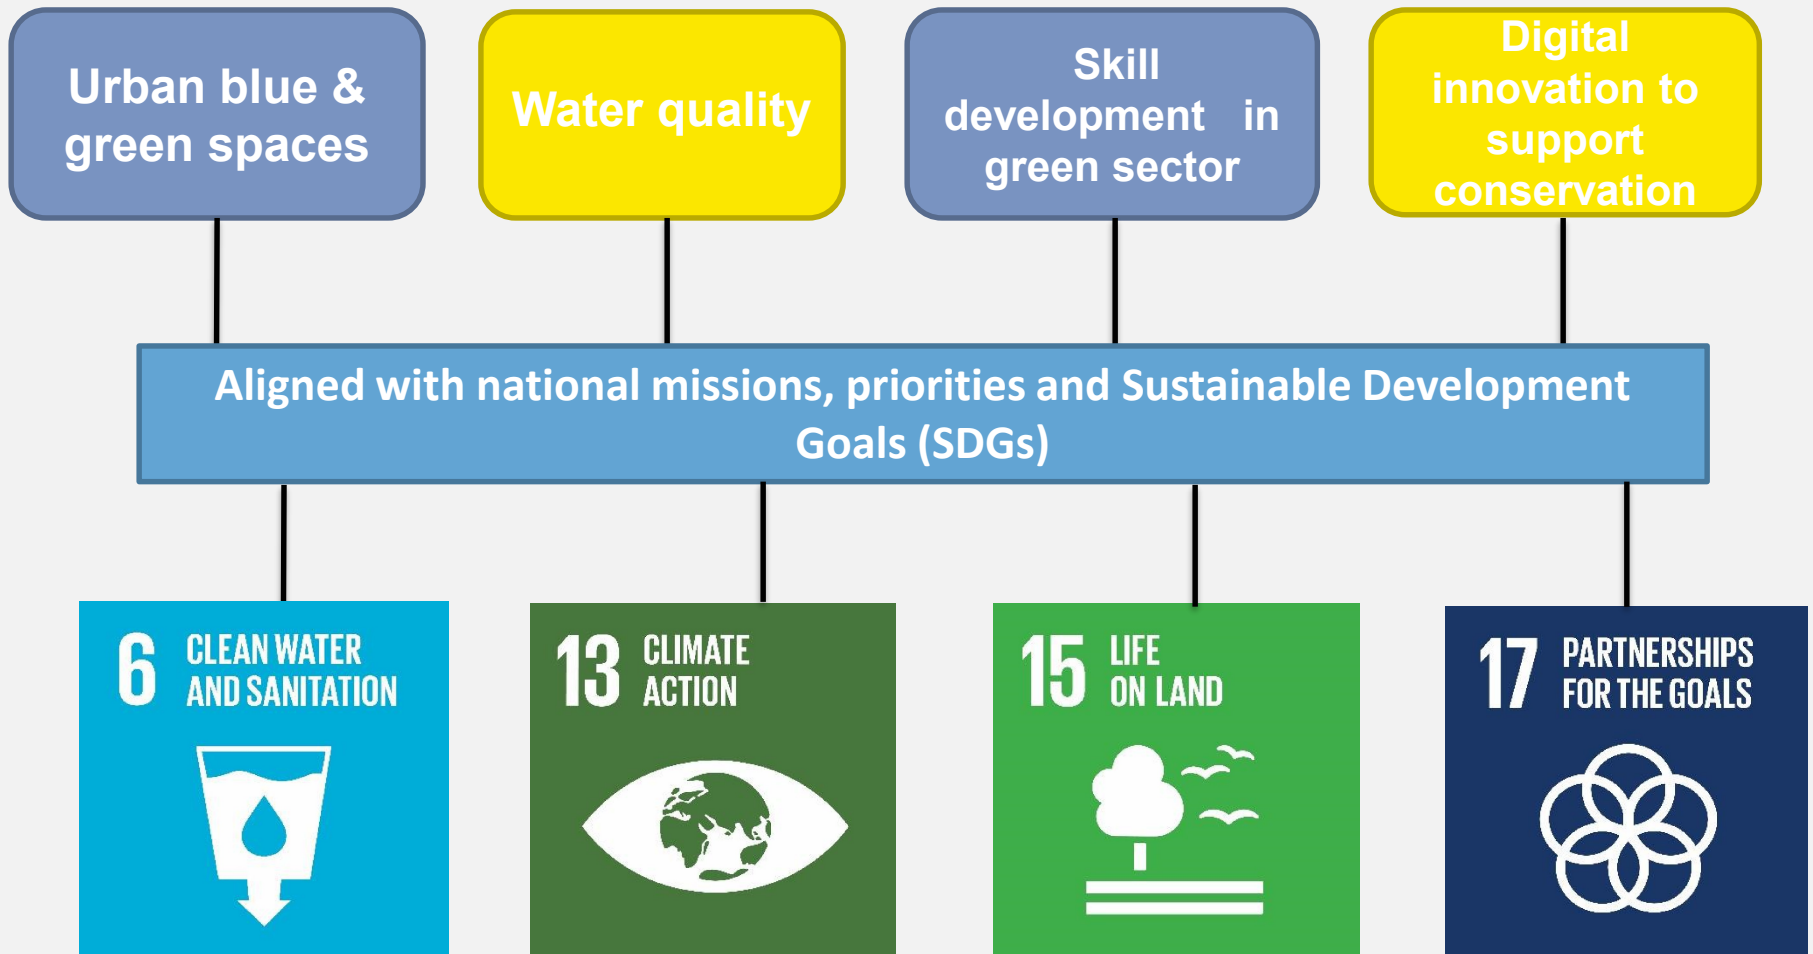 Urban blue &
green spaces
Water quality
Skill
development in
green sector
Digital
innovation to
support
conservation
Aligned with national missions, priorities and Sustainable Development
Goals (SDGs)
6 CLEAN WATER
AND SANITATION
13 CLIMATE
ACTION
15 LIFE
ON LAND
17 PARTNERSHIPS
FOR THE GOALS